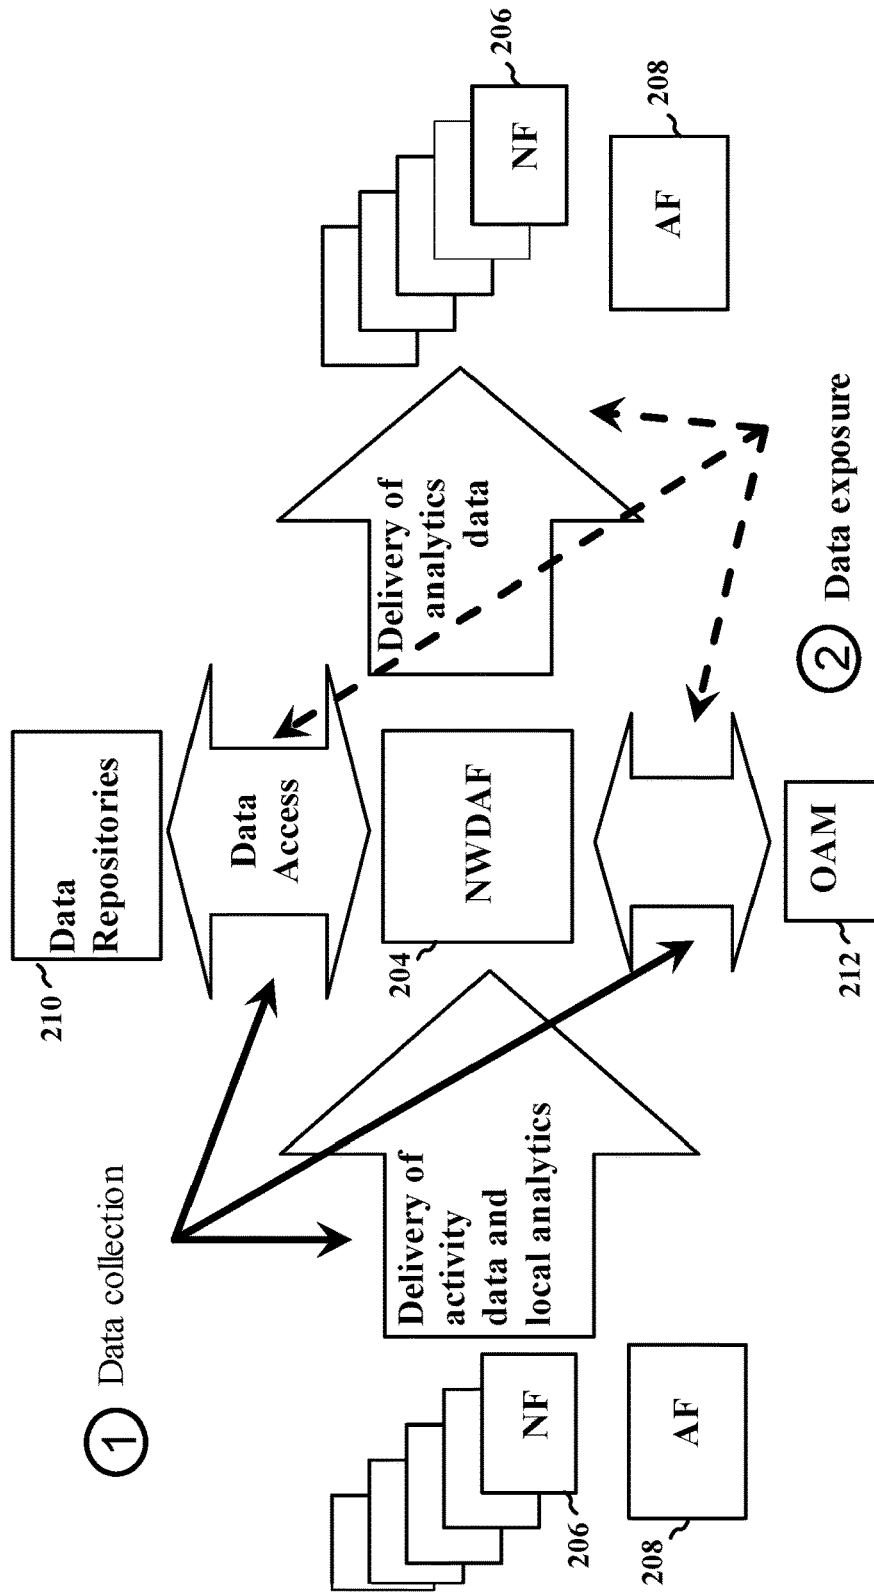 1
Data collection
210
Data
Repositories
Data
Access
204
NWDAF
212
OAM
Delivery of
activity
data and
local analytics
NF
206
AF
208
Delivery of
analytics
data
NF
206
AF
208
2
Data exposure